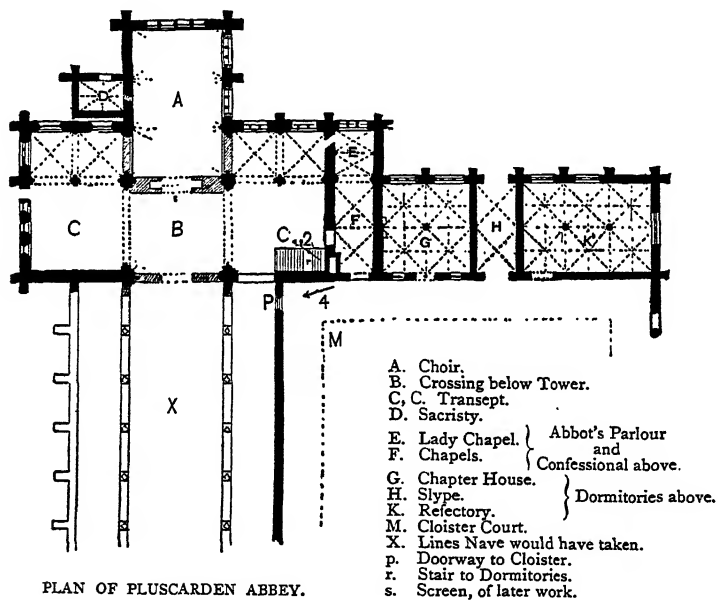 A
D
E
C
B
C
2
F
G
H
K
P
4
M
X
s
A. Choir.
B. Crossing below Tower.
C, C. Transept.
D. Sacristy.
E. Lady Chapel.
F. Chapels.
Abbot's Parlour
and
Confessional above.
G. Chapter House.
H. Slype.
K. Refectory.
Dormitories above.
M. Cloister Court.
X. Lines Nave would have taken.
p. Doorway to Cloister.
r. Stair to Dormitories.
s. Screen, of later work.
PLAN OF PLUSCARDEN ABBEY.